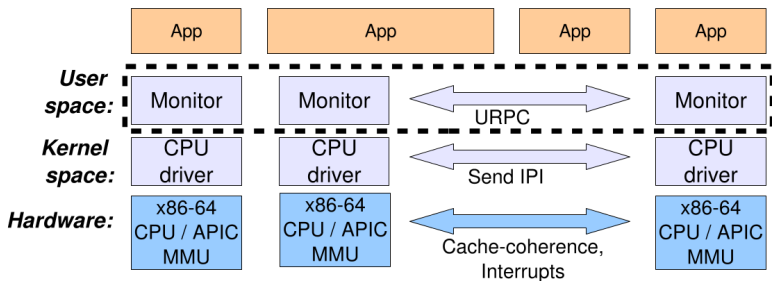 App App App App
User
space:
Monitor Monitor Monitor
URPC
Kernel
space:
CPU
driver
CPU
driver
Send IPI
CPU
driver
Hardware:
x86-64
CPU / APIC
MMU
x86-64
CPU / APIC
MMU
Cache-coherence,
Interrupts
x86-64
CPU / APIC
MMU